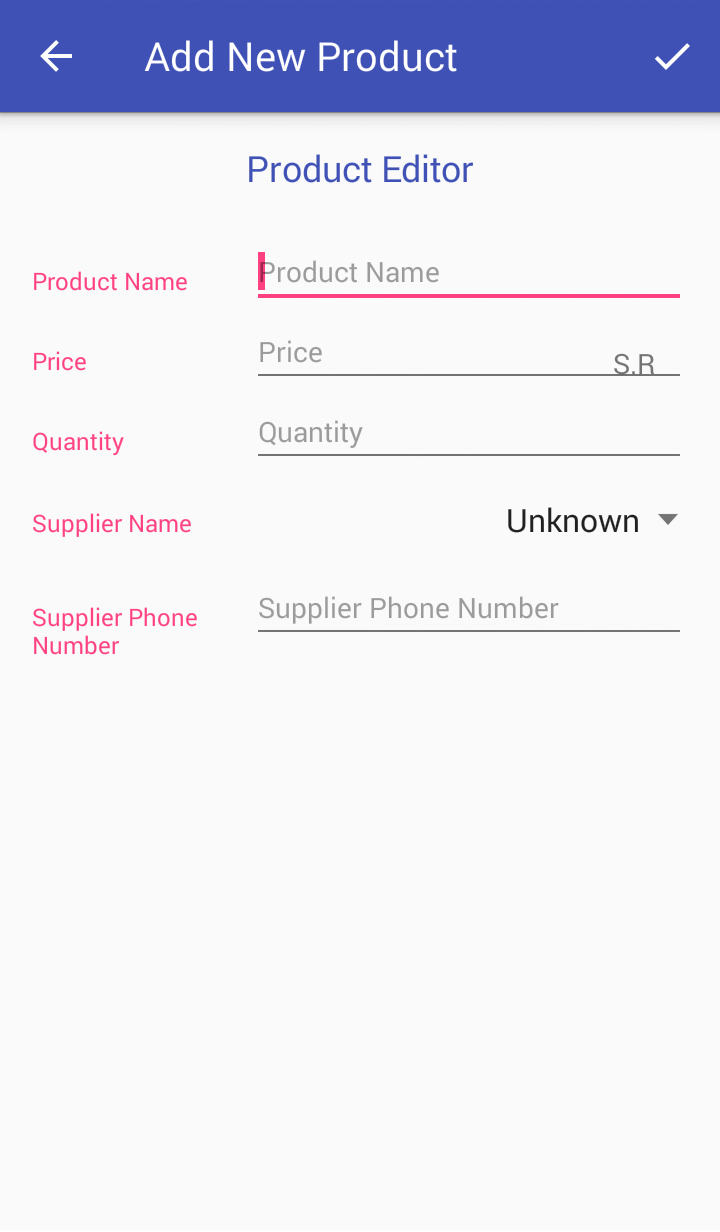 Add New Product
Product Editor
Product Name Product Name
Price Price S.R
Quantity Quantity
Supplier Name Unknown
Supplier Phone Number Supplier Phone Number